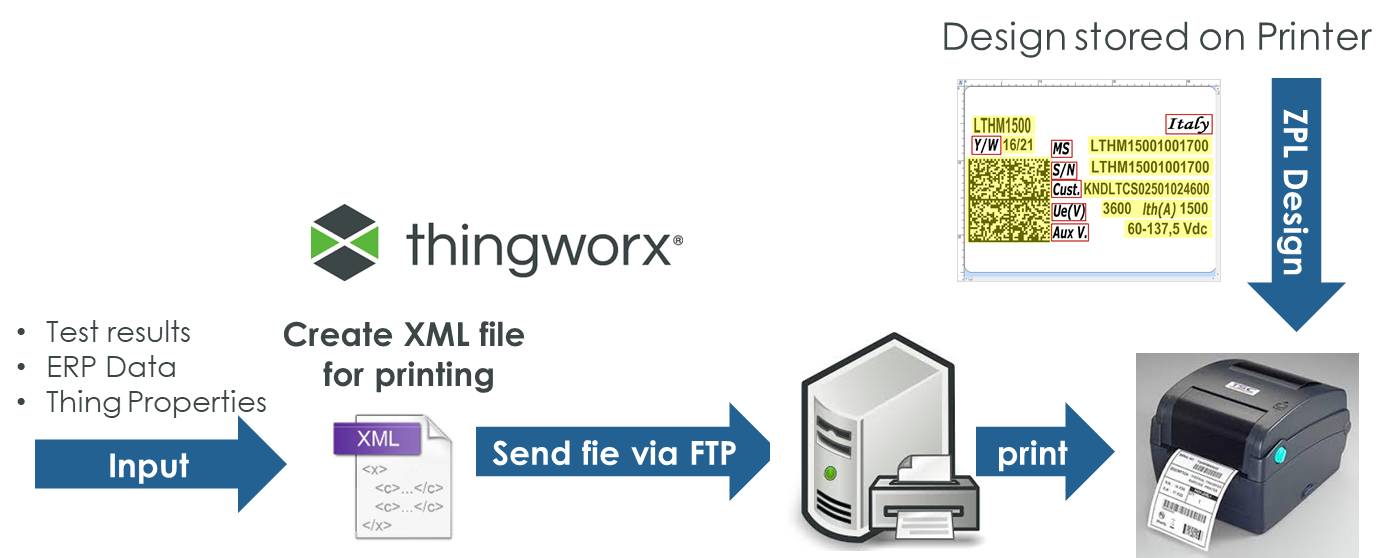 Design stored on Printer
LTHM1500
Italy
Y/W 16/21
MS LTHM15001001700
S/N LTHM15001001700
Cust. KNDLTCS02501024600
Ue(V) 3600 Ith(A) 1500
Aux V. 60-137,5 Vdc
ZPL Design
thingworx®
• Test results
• ERP Data
• Thing Properties
Input
Create XML file
for printing
XML
<x>
<c>...</c>
<c>...</c>
</x>
Send fie via FTP
print